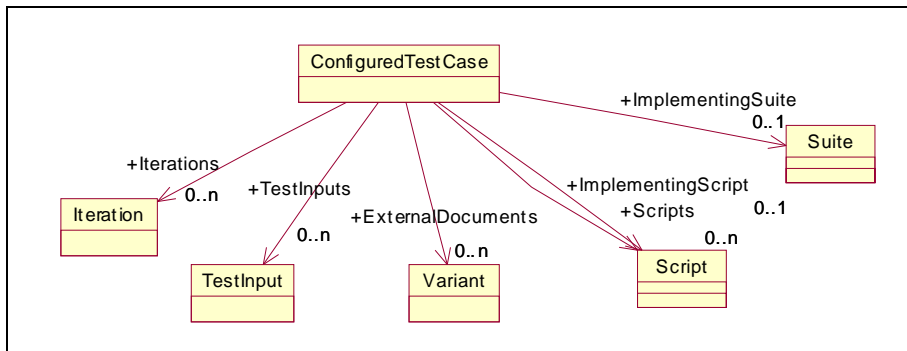 ConfiguredTestCase
+ImplementingSuite
0..1
Suite
+Iterations
0..n
Iteration
+TestInputs
0..n
TestInput
+ExternalDocuments
0..n
Variant
+ImplementingScript
0..1
+Scripts
0..n
Script